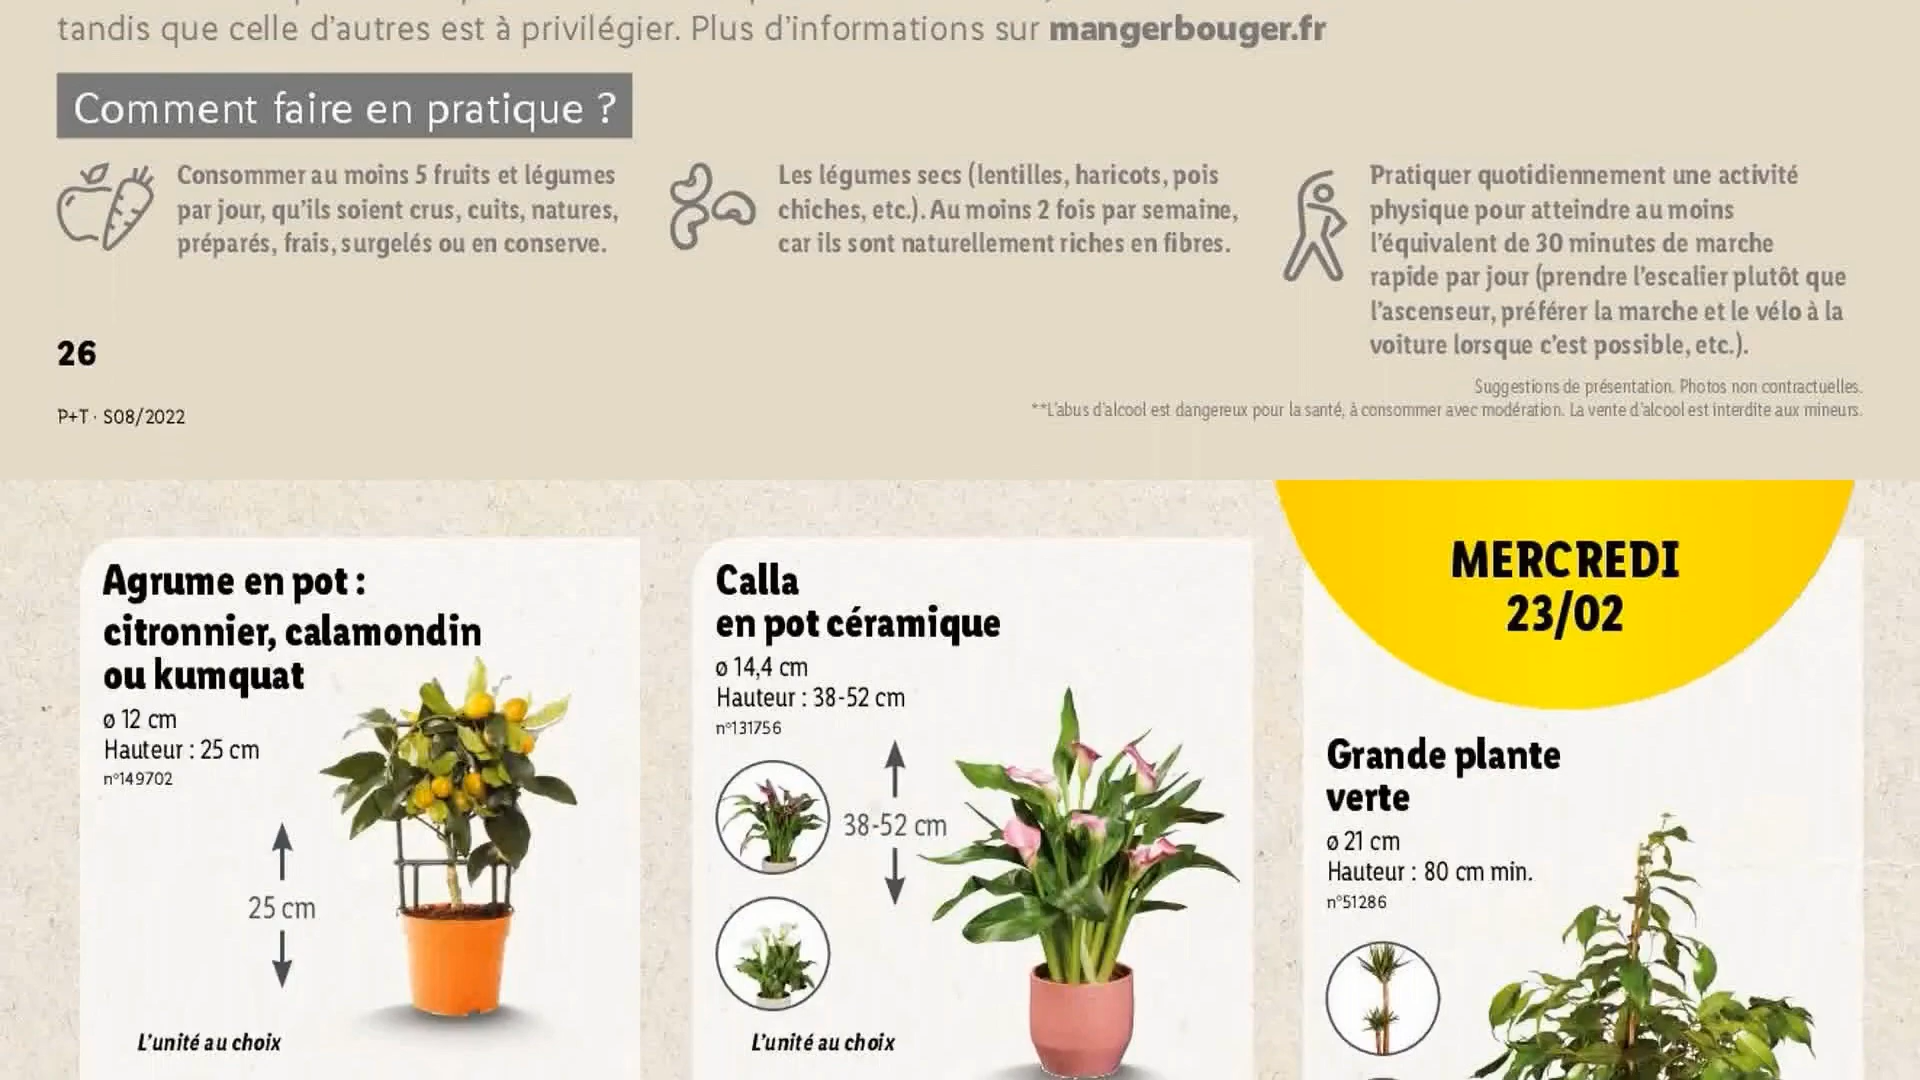 tandis que celle d'autres est à privilégier. Plus d'informations sur mangerbouger.fr
Comment faire en pratique ?
Consommer au moins 5 fruits et légumes
par jour, qu'ils soient crus, cuits, natures,
préparés, frais, surgelés ou en conserve.
Les légumes secs (lentilles, haricots, pois
chiches, etc.). Au moins 2 fois par semaine,
car ils sont naturellement riches en fibres.
Pratiquer quotidiennement une activité
physique pour atteindre au moins
l'équivalent de 30 minutes de marche
rapide par jour (prendre l'escalier plutôt que
l'ascenseur, préférer la marche et le vélo à la
voiture lorsque c'est possible, etc.).
26
P+T · S08/2022
Suggestions de présentation. Photos non contractuelles.
**L'abus d'alcool est dangereux pour la santé, à consommer avec modération. La vente d'alcool est interdite aux mineurs.
Agrume en pot :
citronnier, calamondin
ou kumquat
ø 12 cm
Hauteur : 25 cm
n°149702
25 cm
L'unité au choix
Calla
en pot céramique
ø 14,4 cm
Hauteur : 38-52 cm
n°131756
38-52 cm
L'unité au choix
MERCREDI
23/02
Grande plante
verte
ø 21 cm
Hauteur : 80 cm min.
n°51286